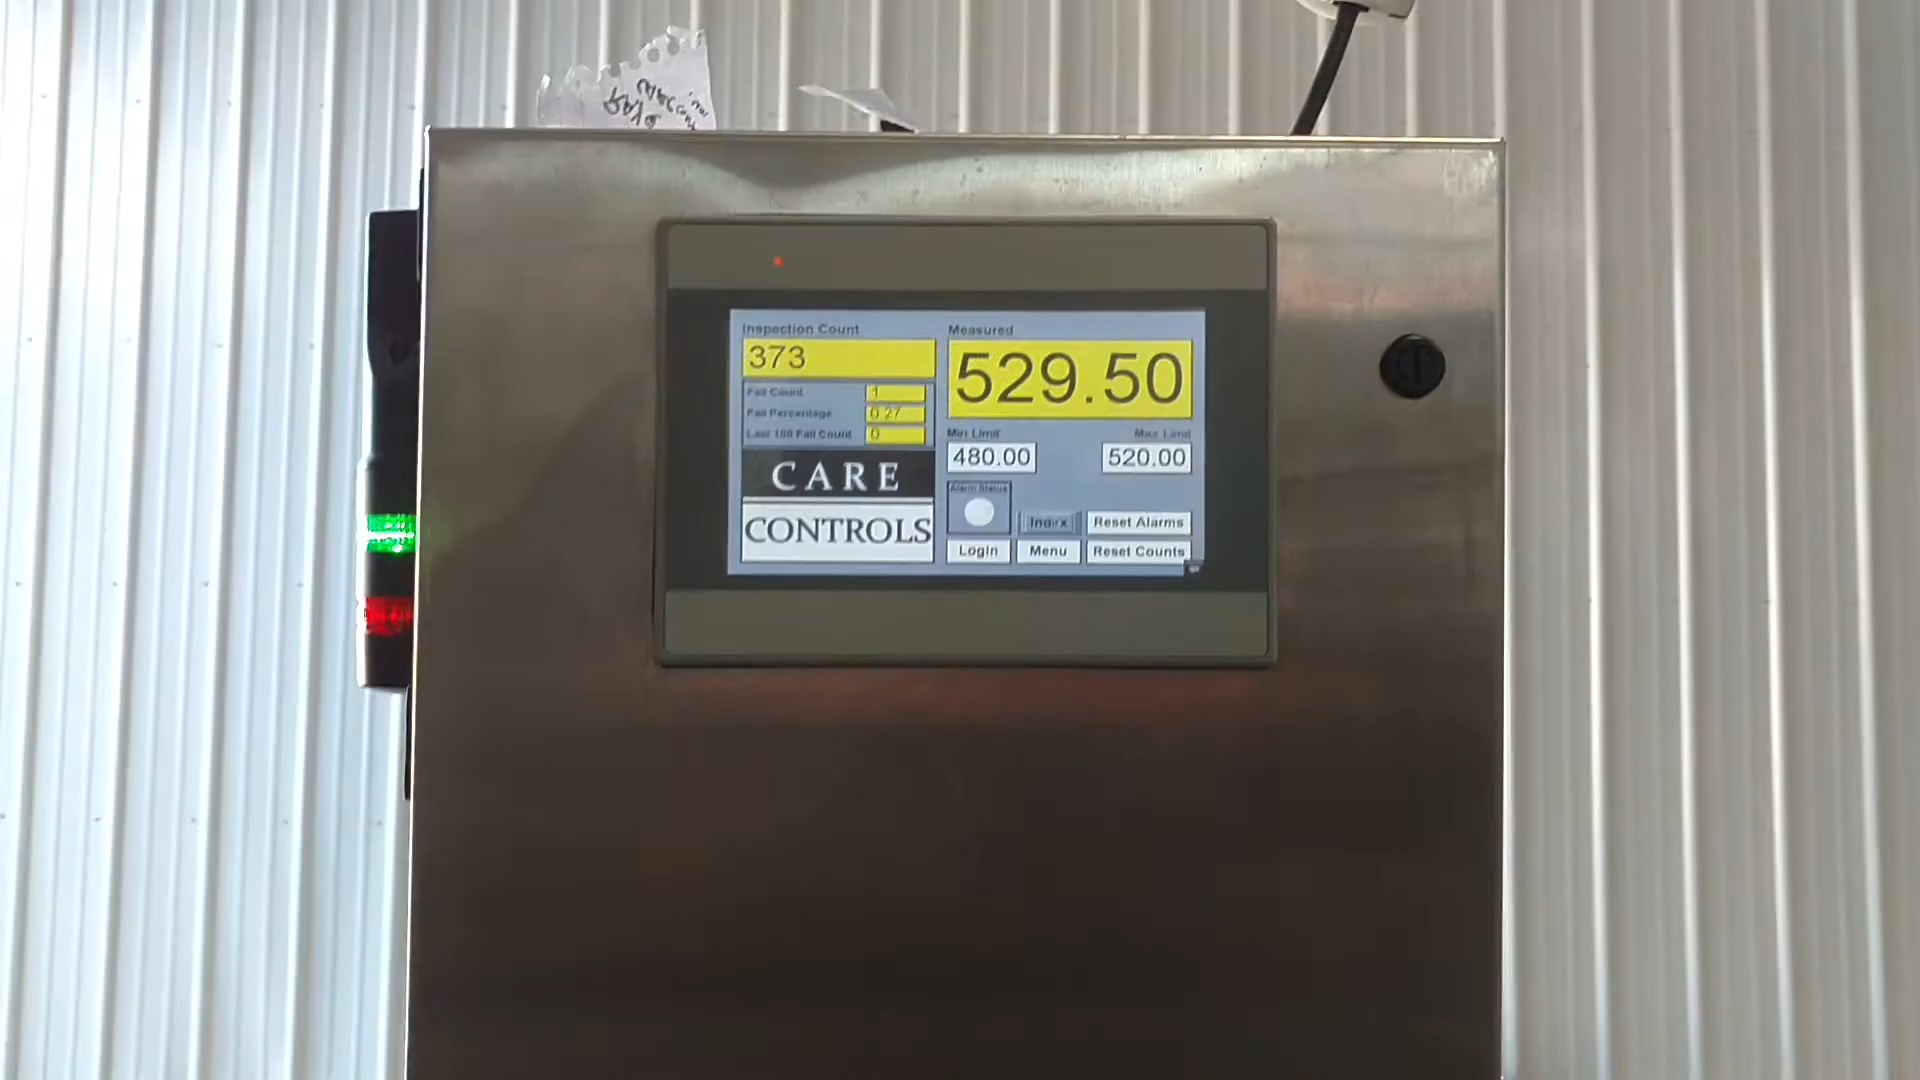 Inspection Count
373
Fail Count 1
Fail Percentage 0.27
Last 100 Fail Count 0
CARE
CONTROLS
Measured
529.50
Min Limit Max Limit
480.00 520.00
Alarm Status
Index Reset Alarms
Login Menu Reset Counts